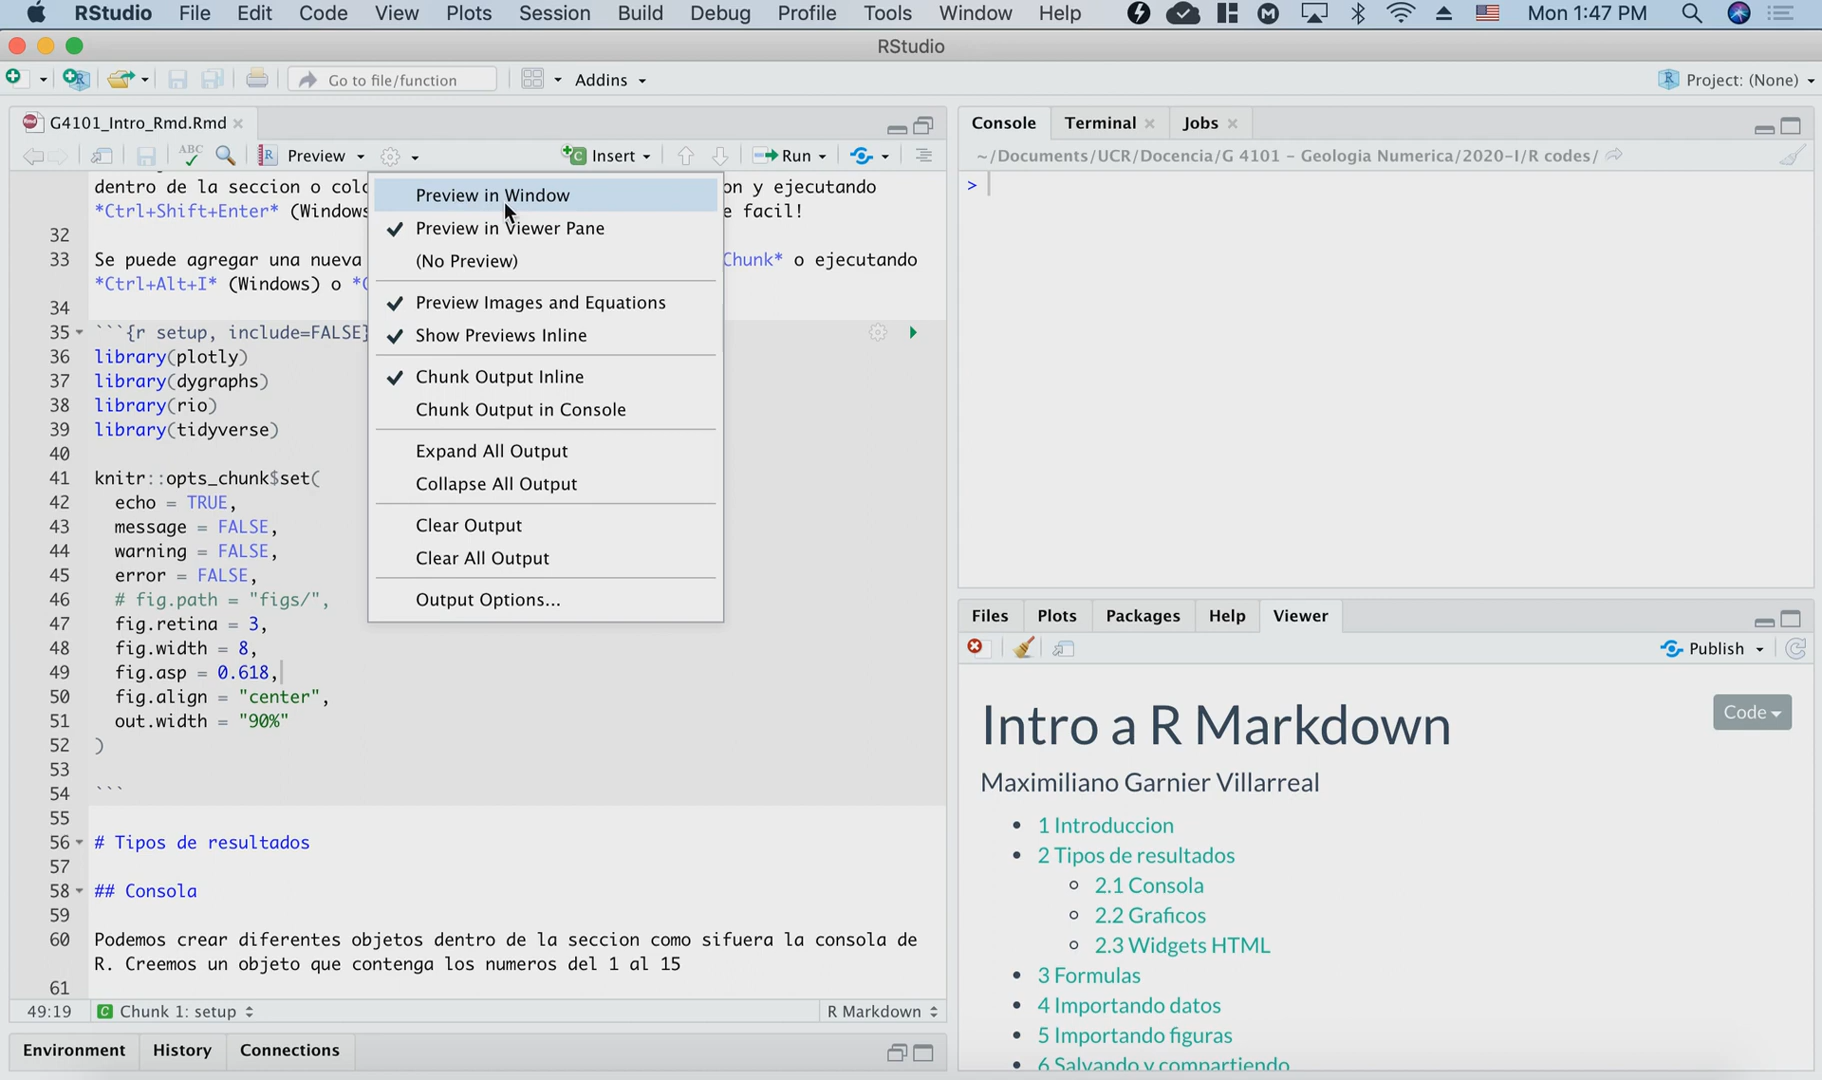 RStudio File Edit Code View Plots Session Build Debug Profile Tools Window Help Mon 1:47 PM
RStudio
Go to file/function Addins Project: (None)
G4101_Intro_Rmd.Rmd
Preview Insert Run
dentro de la seccion o colo
*Ctrl+Shift+Enter* (Windows
on y ejecutando
e facil!
32
33 Se puede agregar una nueva
Chunk* o ejecutando
*Ctrl+Alt+I* (Windows) o *C
34
35 ```{r setup, include=FALSE}
36 library(plotly)
37 library(dygraphs)
38 library(rio)
39 library(tidyverse)
40
41 knitr::opts_chunk$set(
42 echo = TRUE,
43 message = FALSE,
44 warning = FALSE,
45 error = FALSE,
46 # fig.path = "figs/",
47 fig.retina = 3,
48 fig.width = 8,
49 fig.asp = 0.618,
50 fig.align = "center",
51 out.width = "90%"
52 )
53
54 ```
55
56 # Tipos de resultados
57
58 ## Consola
59
60 Podemos crear diferentes objetos dentro de la seccion como sifuera la consola de
R. Creemos un objeto que contenga los numeros del 1 al 15
61
49:19 C Chunk 1: setup R Markdown
Environment History Connections
Preview in Window
Preview in Viewer Pane
(No Preview)
Preview Images and Equations
Show Previews Inline
Chunk Output Inline
Chunk Output in Console
Expand All Output
Collapse All Output
Clear Output
Clear All Output
Output Options...
Console Terminal Jobs
~/Documents/UCR/Docencia/G 4101 - Geologia Numerica/2020-I/R codes/
>
Files Plots Packages Help Viewer
Publish
Intro a R Markdown
Code
Maximiliano Garnier Villarreal
1 Introduccion
2 Tipos de resultados
2.1 Consola
2.2 Graficos
2.3 Widgets HTML
3 Formulas
4 Importando datos
5 Importando figuras
6 Salvando y compartiendo